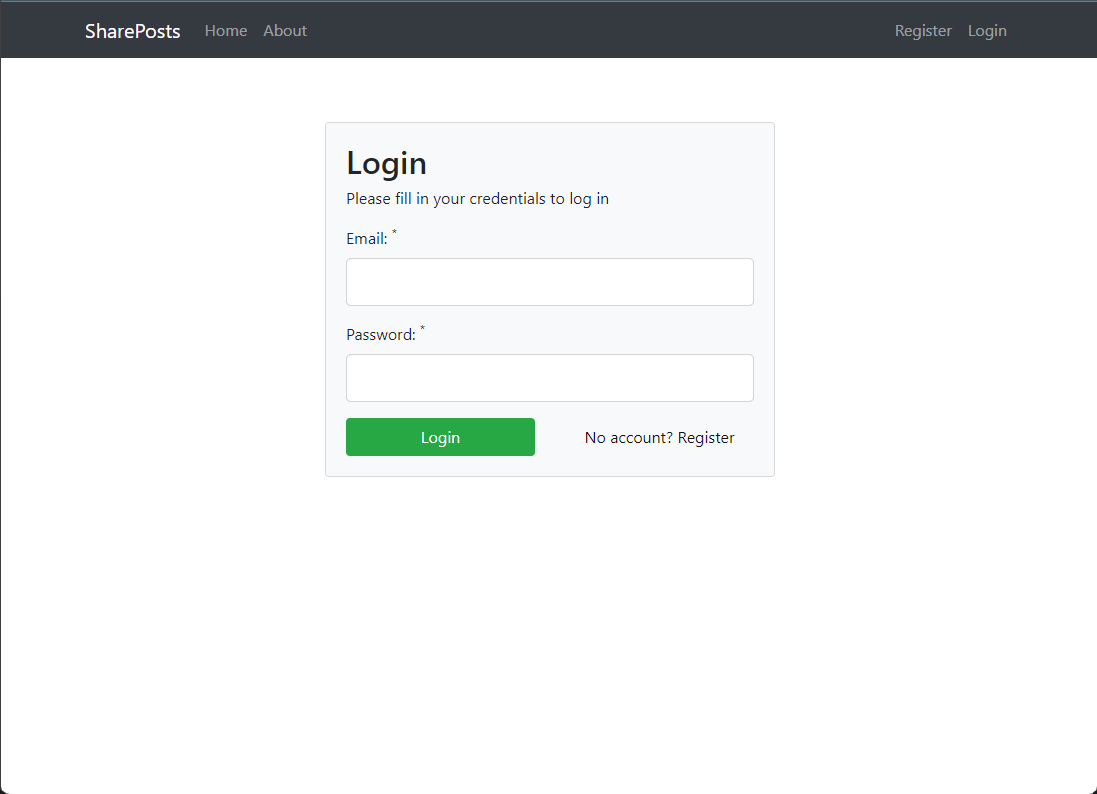 SharePosts Home About Register Login
Login
Please fill in your credentials to log in
Email: *
Password: *
Login No account? Register